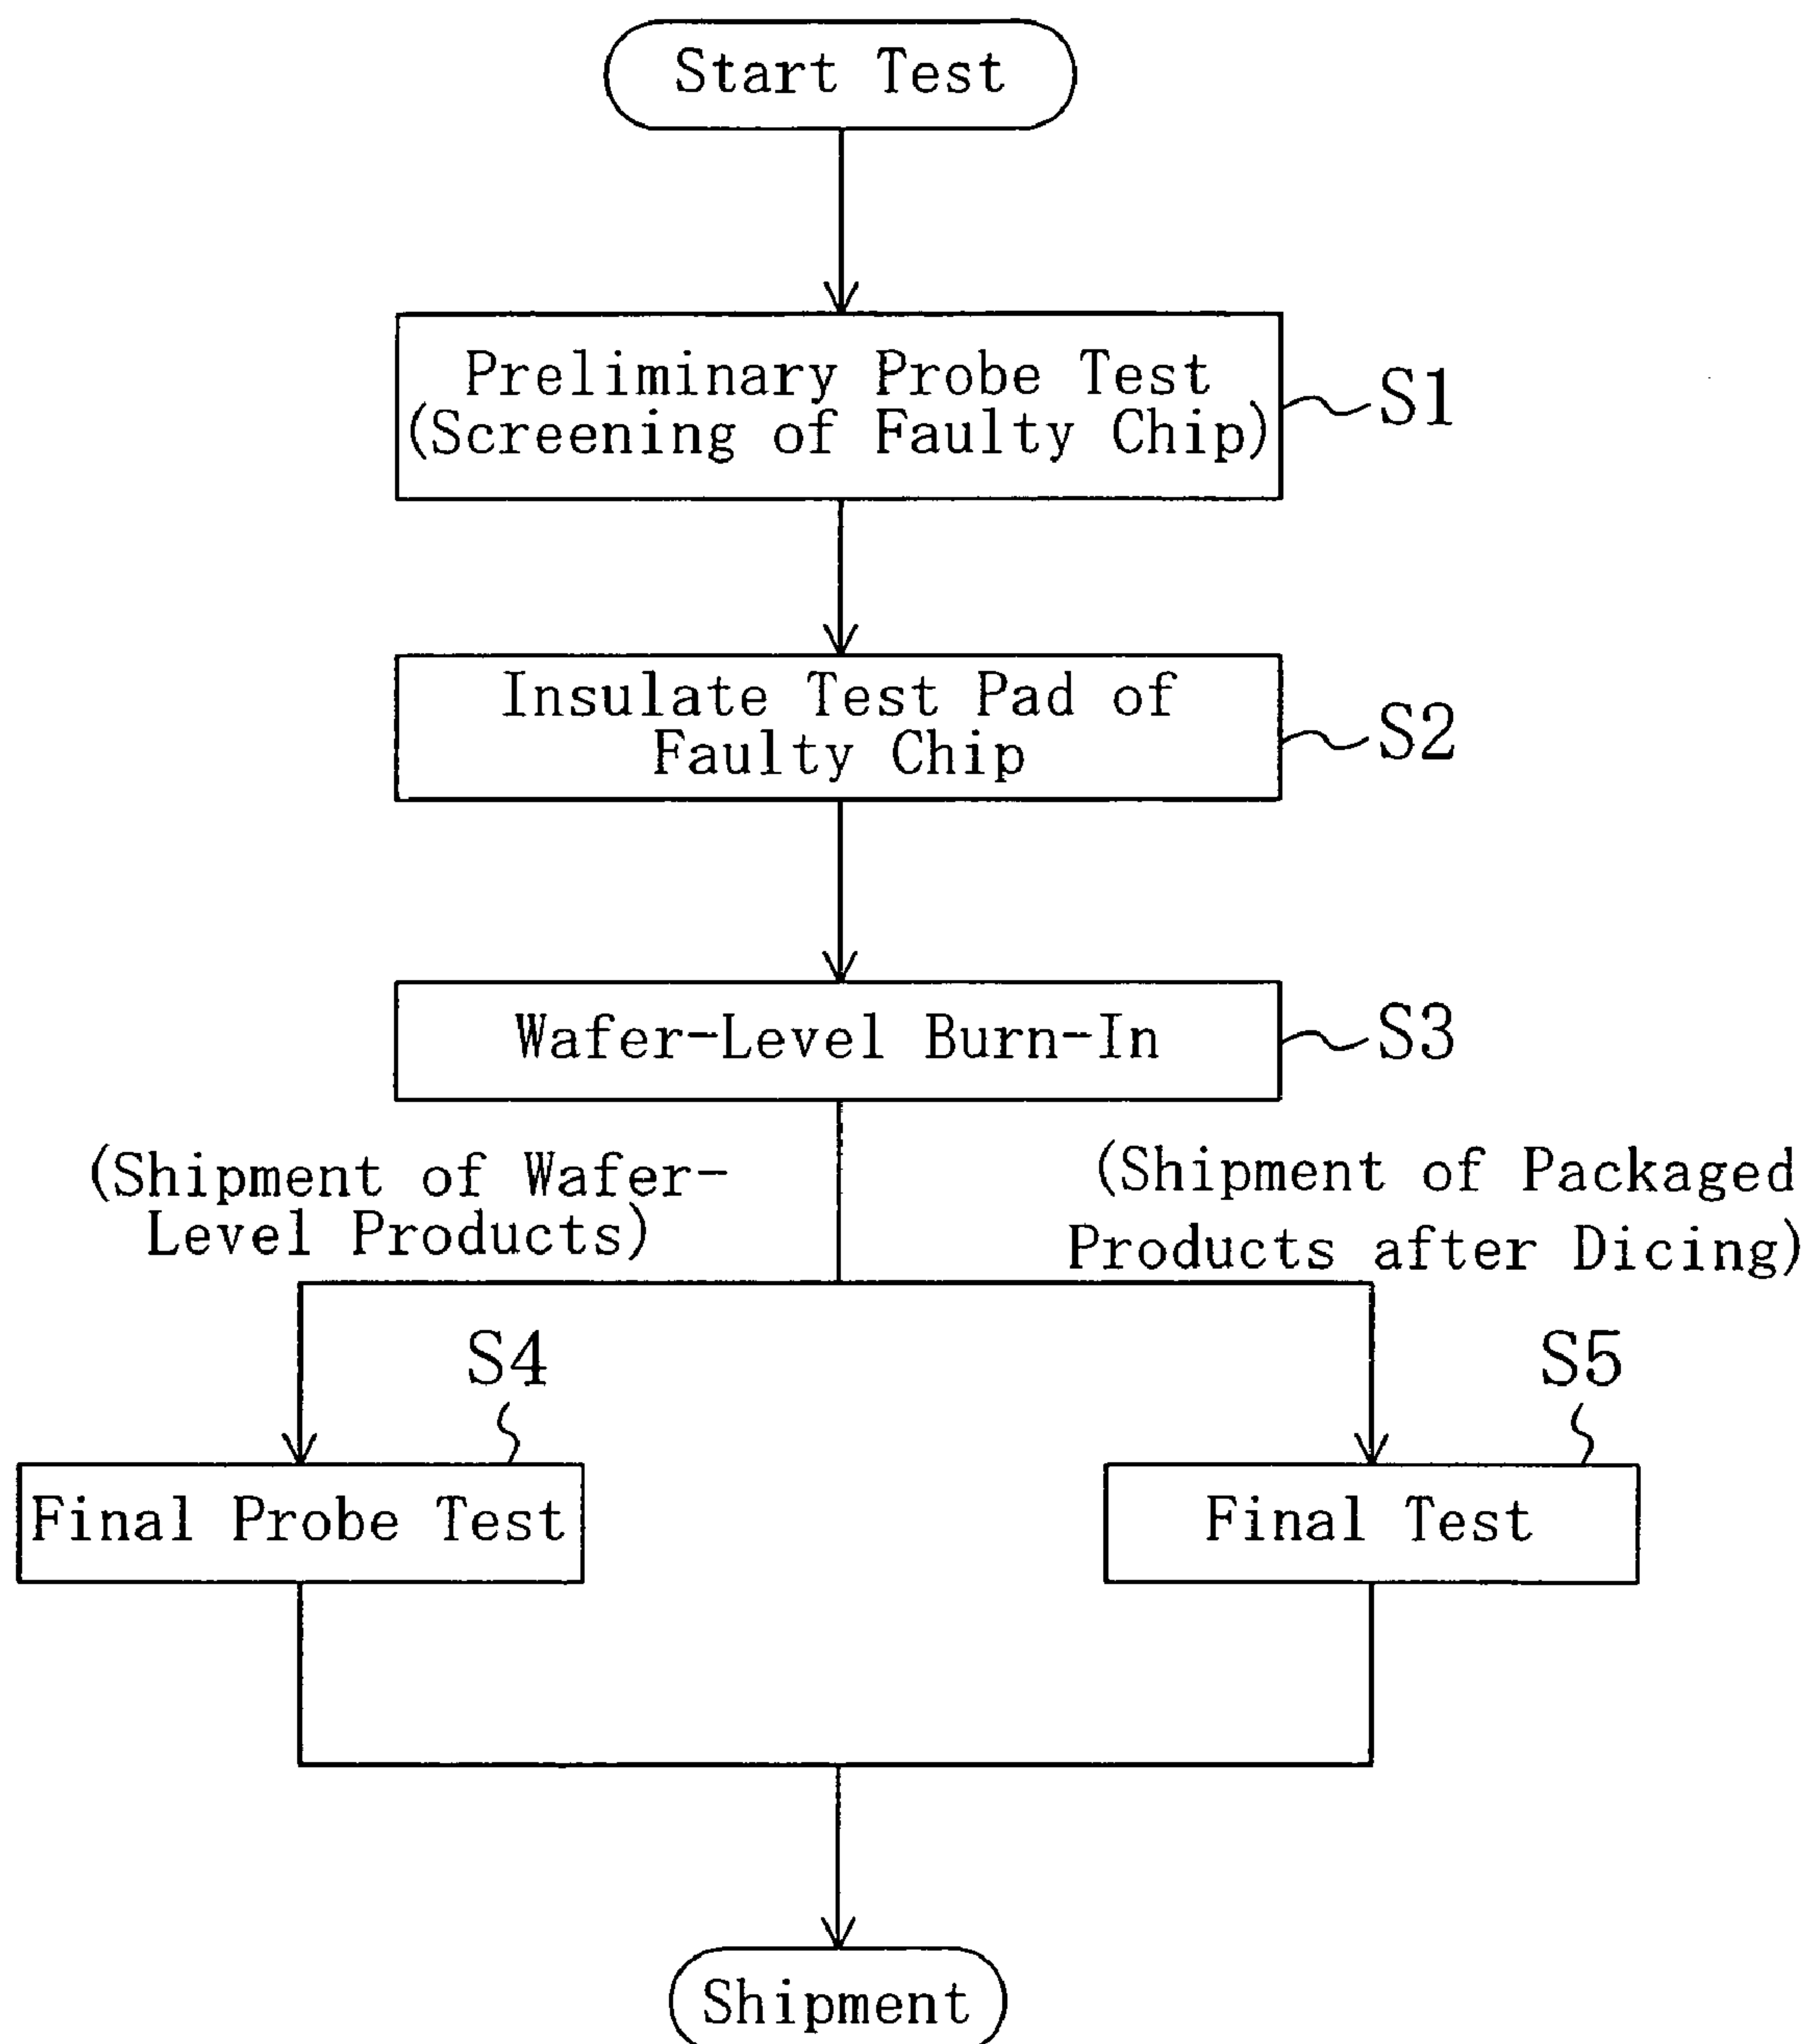 Start Test
Preliminary Probe Test
(Screening of Faulty Chip)
S1
Insulate Test Pad of
Faulty Chip
S2
Wafer-Level Burn-In
S3
(Shipment of Wafer-
Level Products)
(Shipment of Packaged
Products after Dicing)
S4
S5
Final Probe Test
Final Test
Shipment